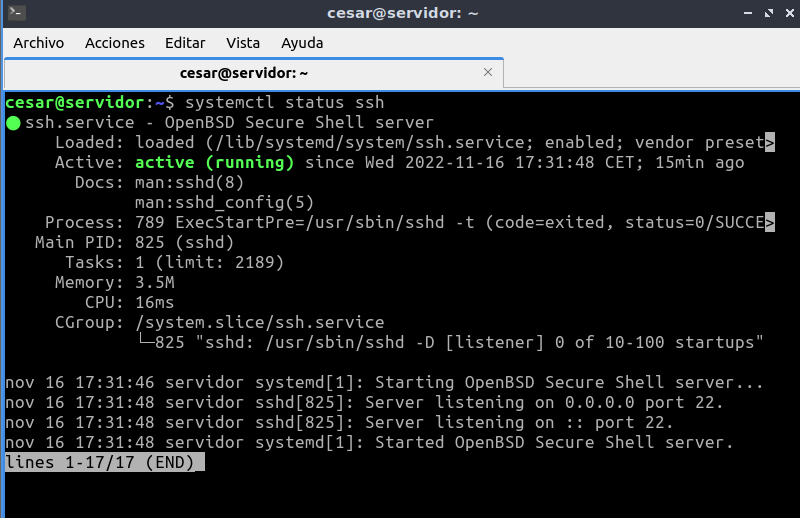 cesar@servidor: ~
Archivo Acciones Editar Vista Ayuda
cesar@servidor: ~
cesar@servidor:~$ systemctl status ssh
ssh.service - OpenBSD Secure Shell server
Loaded: loaded (/lib/systemd/system/ssh.service; enabled; vendor preset>
Active: active (running) since Wed 2022-11-16 17:31:48 CET; 15min ago
Docs: man:sshd(8)
man:sshd_config(5)
Process: 789 ExecStartPre=/usr/sbin/sshd -t (code=exited, status=0/SUCCE>
Main PID: 825 (sshd)
Tasks: 1 (limit: 2189)
Memory: 3.5M
CPU: 16ms
CGroup: /system.slice/ssh.service
└─825 "sshd: /usr/sbin/sshd -D [listener] 0 of 10-100 startups"
nov 16 17:31:46 servidor systemd[1]: Starting OpenBSD Secure Shell server...
nov 16 17:31:48 servidor sshd[825]: Server listening on 0.0.0.0 port 22.
nov 16 17:31:48 servidor sshd[825]: Server listening on :: port 22.
nov 16 17:31:48 servidor systemd[1]: Started OpenBSD Secure Shell server.
lines 1-17/17 (END)